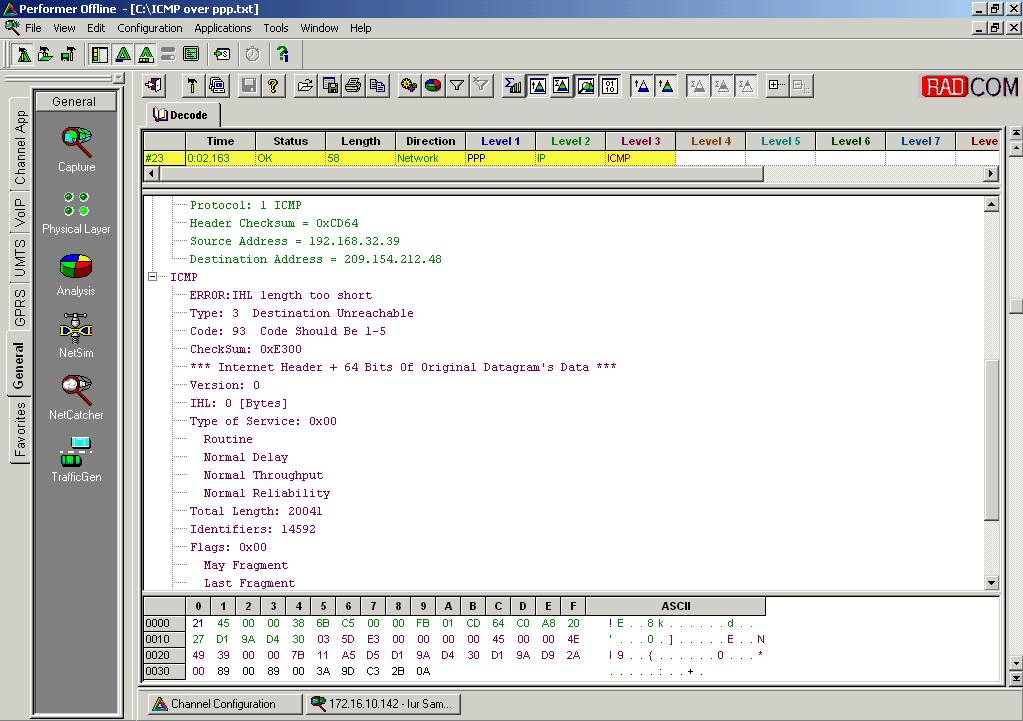 Performer Offline - [C:\ICMP over ppp.txt]
File View Edit Configuration Applications Tools Window Help
RADCOM
General
Capture
Physical Layer
Analysis
NetSim
NetCatcher
TrafficGen
Channel App
VoIP
UMTS
GPRS
General
Favorites
Decode
Time Status Length Direction Level 1 Level 2 Level 3 Level 4 Level 5 Level 6 Level 7 Leve
#23 0:02.163 OK 58 Network PPP IP ICMP
Protocol: 1 ICMP
Header Checksum = 0xCD64
Source Address = 192.168.32.39
Destination Address = 209.154.212.48
ICMP
ERROR:IHL length too short
Type: 3 Destination Unreachable
Code: 93 Code Should Be 1-5
CheckSum: 0xE300
*** Internet Header + 64 Bits Of Original Datagram's Data ***
Version: 0
IHL: 0 [Bytes]
Type of Service: 0x00
Routine
Normal Delay
Normal Throughput
Normal Reliability
Total Length: 20041
Identifiers: 14592
Flags: 0x00
May Fragment
Last Fragment
0 1 2 3 4 5 6 7 8 9 A B C D E F ASCII
0000 21 45 00 00 38 6B C5 00 00 FB 01 CD 64 C0 A8 20 ! E . . 8 k . . . . . . d . .
0010 27 D1 9A D4 30 03 5D E3 00 00 00 00 45 00 00 4E ' . . . 0 . ] . . . . . E . . N
0020 49 39 00 00 7B 11 A5 D5 D1 9A D4 30 D1 9A D9 2A I 9 . . { . . . . . . 0 . . . *
0030 00 89 00 89 00 3A 9D C3 2B 0A . . . . . : . . + .
Channel Configuration
172.16.10.142 - Iur Sam...